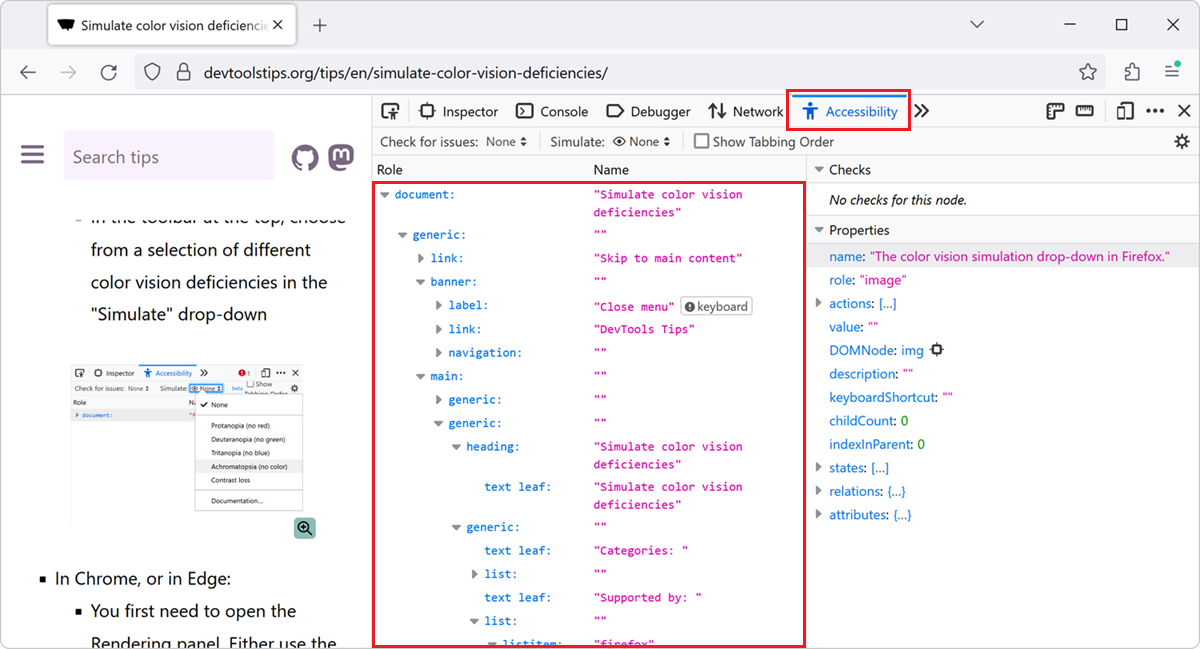 Simulate color vision deficiencie
devtoolstips.org/tips/en/simulate-color-vision-deficiencies/
Search tips
in the toolbar at the top, choose
from a selection of different
color vision deficiencies in the
"Simulate" drop-down
Inspector Accessibility 1
Check for issues: None Simulate: None beta Show
Tabbing Order
Role
document:
None
Protanopia (no red)
Deuteranopia (no green)
Tritanopia (no blue)
Achromatopsia (no color)
Contrast loss
Documentation...
In Chrome, or in Edge:
You first need to open the
Rendering panel. Either use the
Inspector Console Debugger Network Accessibility
Check for issues: None Simulate: None Show Tabbing Order
Role Name
document: "Simulate color vision
deficiencies"
generic: ""
link: "Skip to main content"
banner: ""
label: "Close menu" keyboard
link: "DevTools Tips"
navigation: ""
main: ""
generic: ""
generic: ""
heading: "Simulate color vision
deficiencies"
text leaf: "Simulate color vision
deficiencies"
generic: ""
text leaf: "Categories: "
list: ""
text leaf: "Supported by: "
list: ""
listitem: "firefox"
Checks
No checks for this node.
Properties
name: "The color vision simulation drop-down in Firefox."
role: "image"
actions: […]
value: ""
DOMNode: img
description: ""
keyboardShortcut: ""
childCount: 0
indexInParent: 0
states: […]
relations: {…}
attributes: {…}